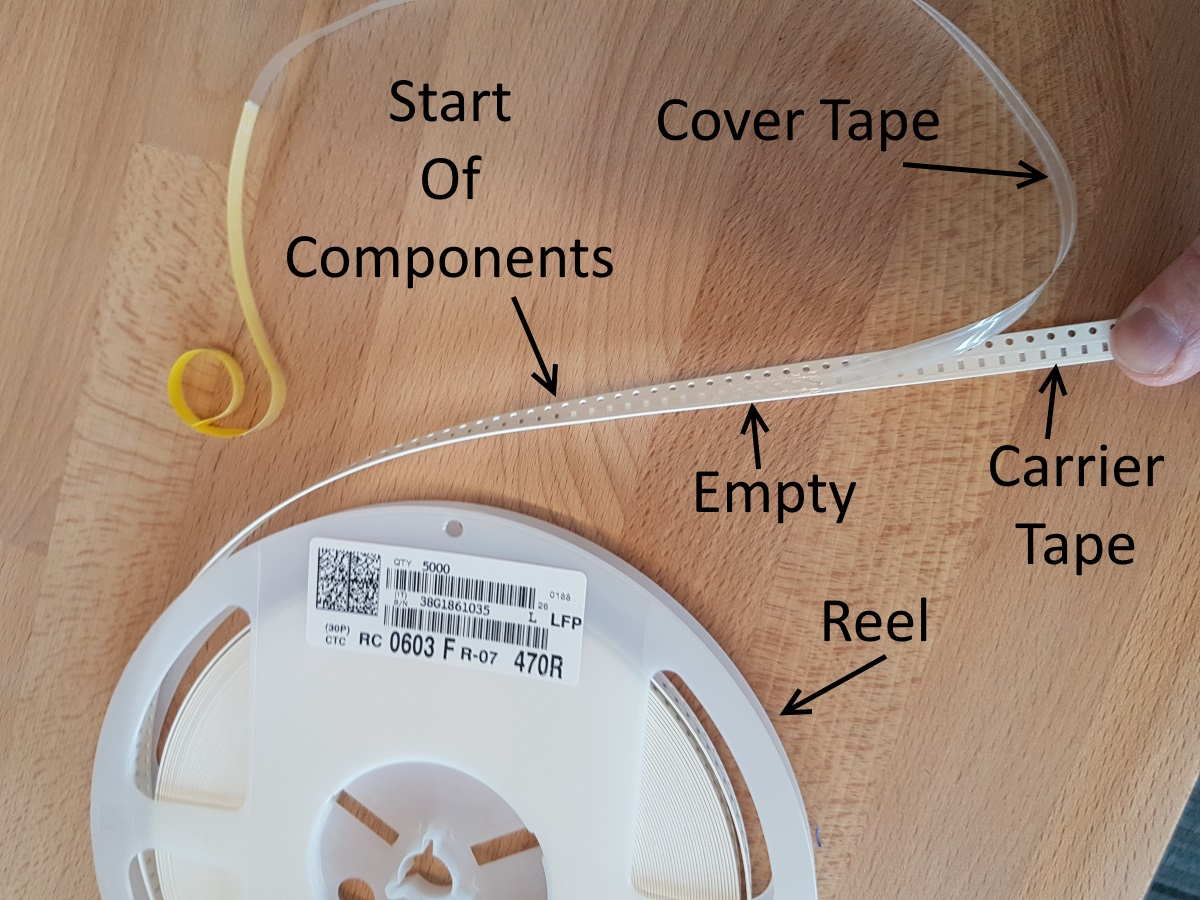 Start
Of
Components
Cover Tape
Empty
Carrier
Tape
Reel
QTY 5000
(1T)
S/N 38G1861035
0188
26
L LFP
(30P)
CTC RC 0603 F R-07 470R